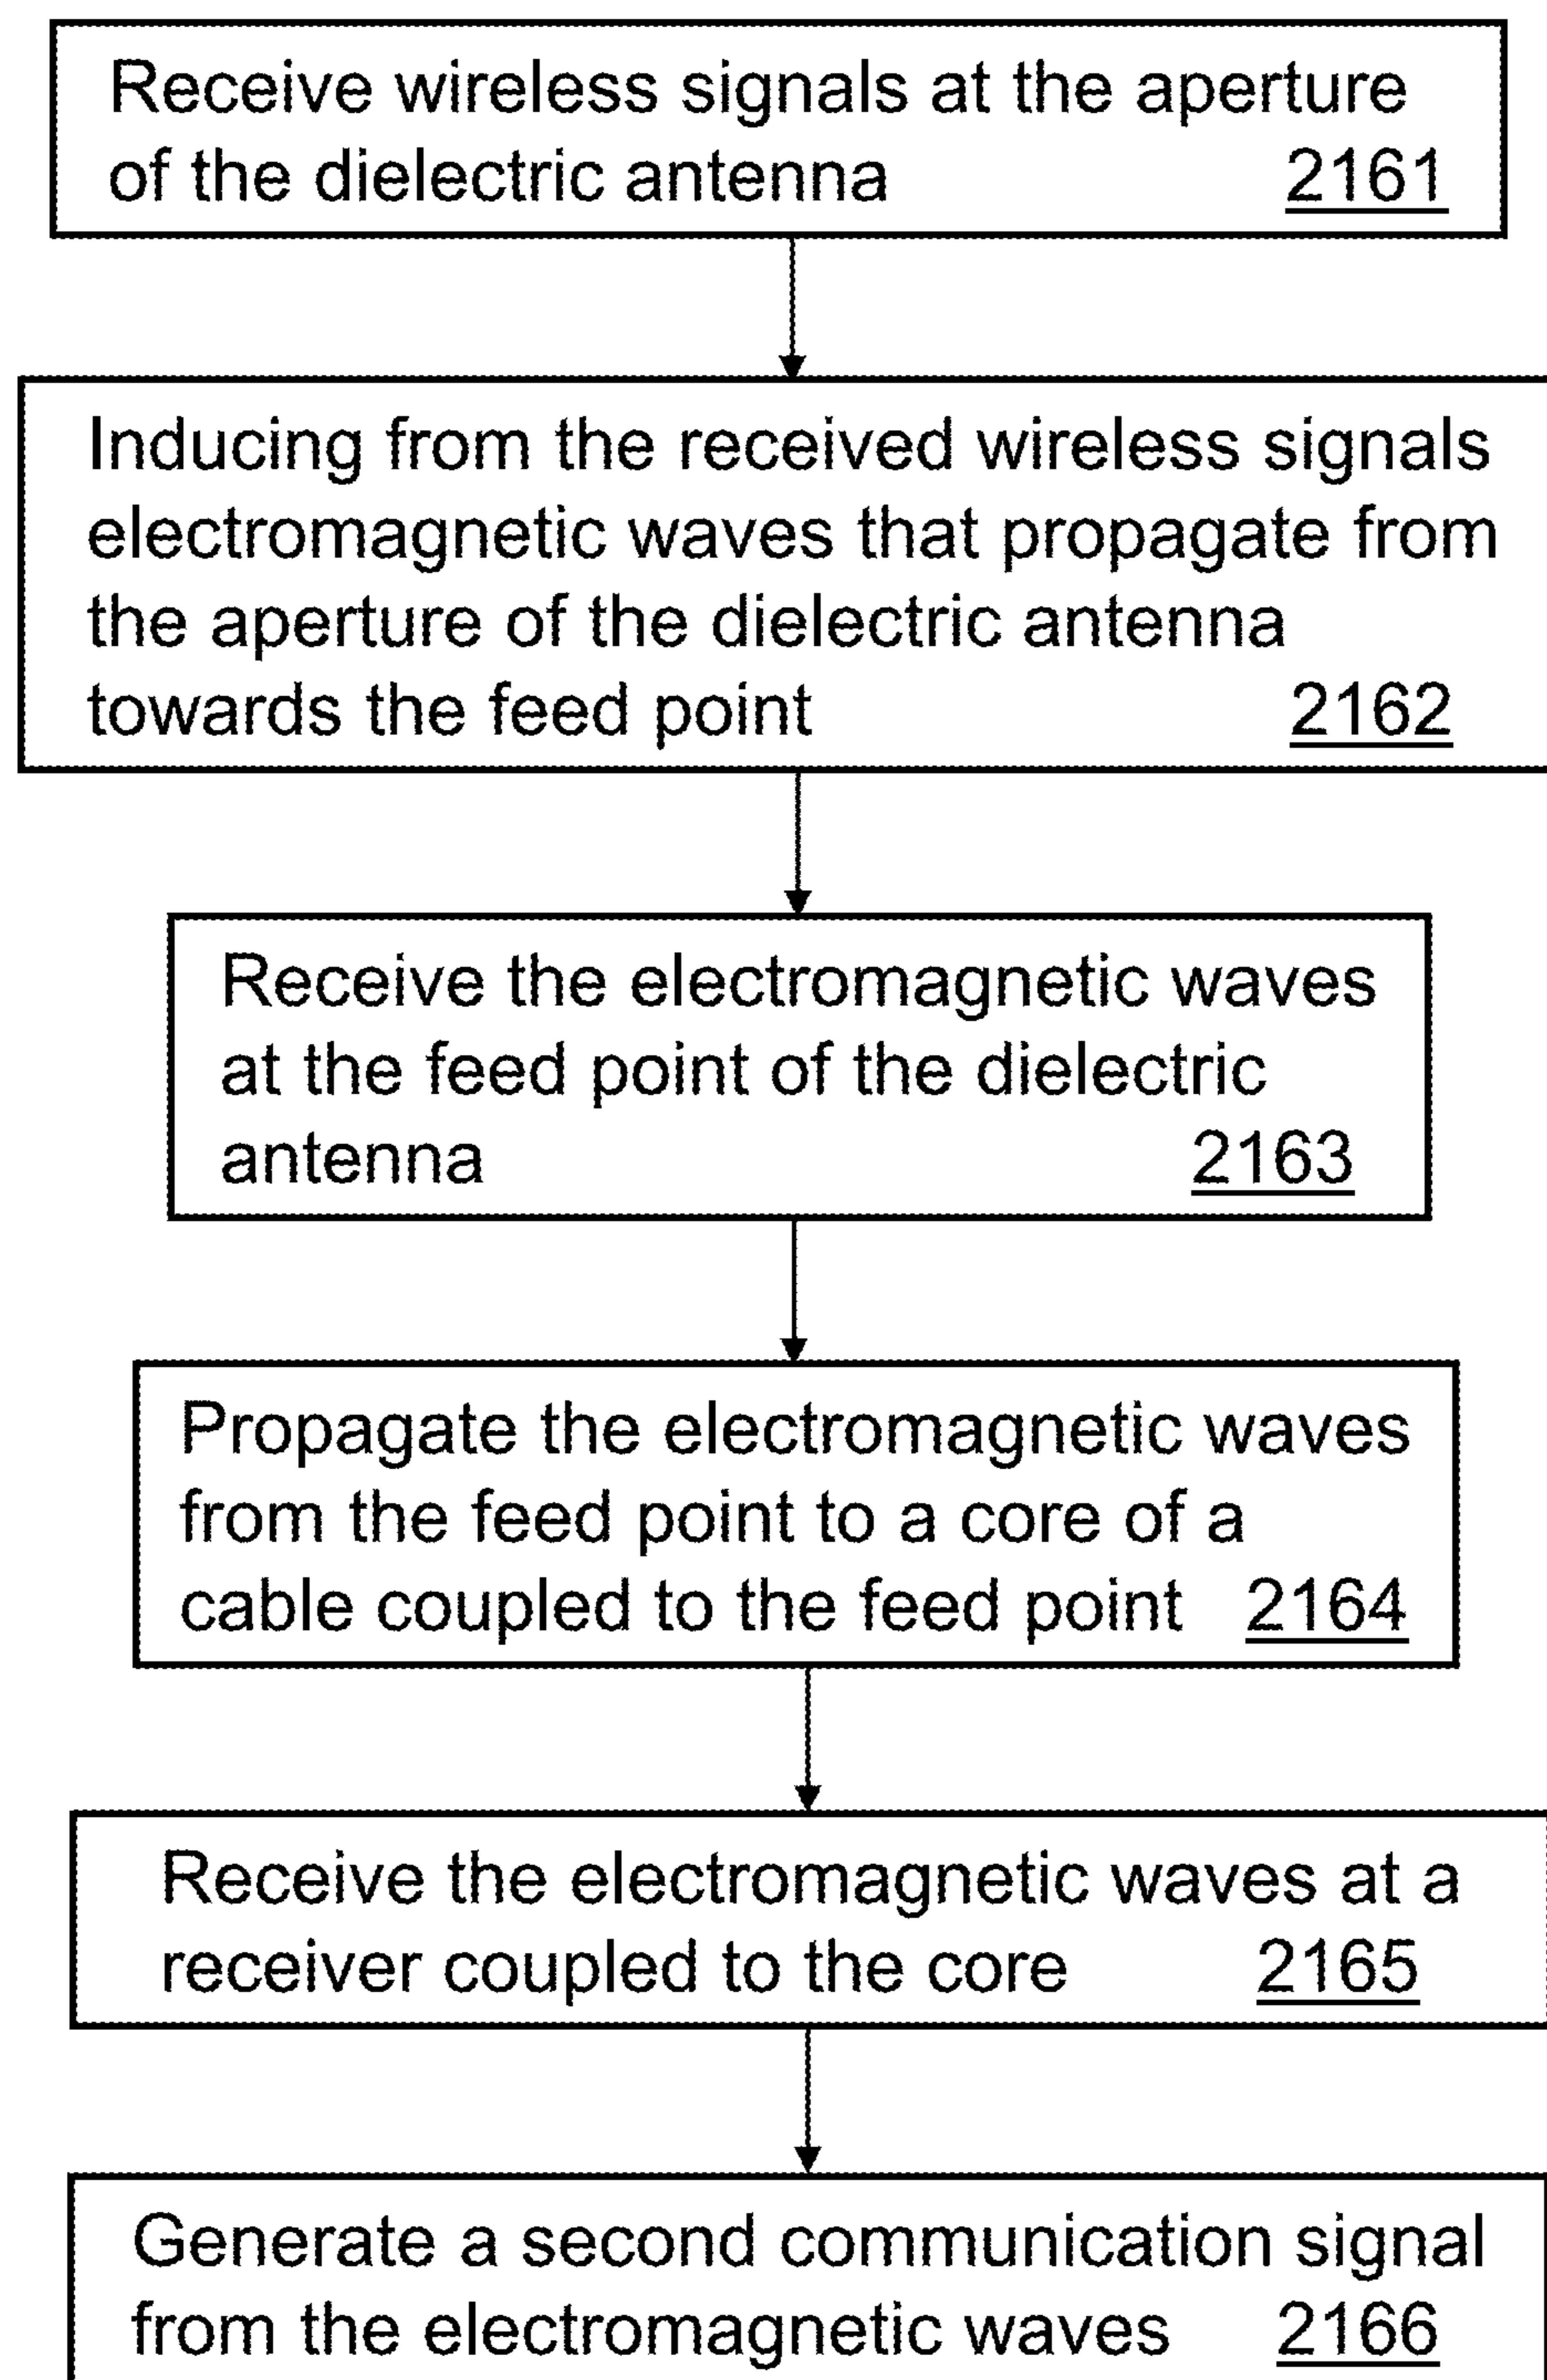 Receive wireless signals at the aperture
of the dielectric antenna 2161
Inducing from the received wireless signals
electromagnetic waves that propagate from
the aperture of the dielectric antenna
towards the feed point 2162
Receive the electromagnetic waves
at the feed point of the dielectric
antenna 2163
Propagate the electromagnetic waves
from the feed point to a core of a
cable coupled to the feed point 2164
Receive the electromagnetic waves at a
receiver coupled to the core 2165
Generate a second communication signal
from the electromagnetic waves 2166